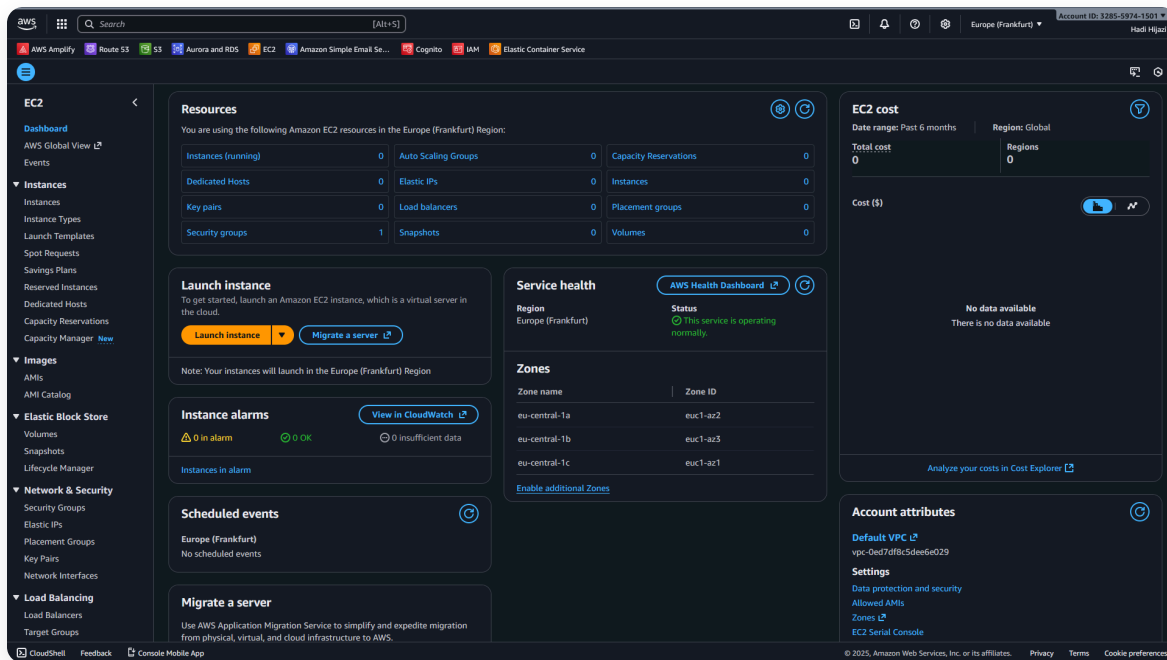 aws
Search [Alt+S]
Europe (Frankfurt)
Account ID: 3285-5974-1501
Hadi Hijazi
AWS Amplify Route 53 S3 Aurora and RDS EC2 Amazon Simple Email Se... Cognito IAM Elastic Container Service
EC2
Dashboard
AWS Global View
Events
Instances
Instances
Instance Types
Launch Templates
Spot Requests
Savings Plans
Reserved Instances
Dedicated Hosts
Capacity Reservations
Capacity Manager New
Images
AMIs
AMI Catalog
Elastic Block Store
Volumes
Snapshots
Lifecycle Manager
Network & Security
Security Groups
Elastic IPs
Placement Groups
Key Pairs
Network Interfaces
Load Balancing
Load Balancers
Target Groups
Resources
You are using the following Amazon EC2 resources in the Europe (Frankfurt) Region:
Instances (running) 0 Auto Scaling Groups 0 Capacity Reservations 0
Dedicated Hosts 0 Elastic IPs 0 Instances 0
Key pairs 0 Load balancers 0 Placement groups 0
Security groups 1 Snapshots 0 Volumes 0
Launch instance
To get started, launch an Amazon EC2 instance, which is a virtual server in
the cloud.
Launch instance Migrate a server
Note: Your instances will launch in the Europe (Frankfurt) Region
Instance alarms View in CloudWatch
0 in alarm 0 OK 0 insufficient data
Instances in alarm
Scheduled events
Europe (Frankfurt)
No scheduled events
Migrate a server
Use AWS Application Migration Service to simplify and expedite migration
from physical, virtual, and cloud infrastructure to AWS.
Service health AWS Health Dashboard
Region Status
Europe (Frankfurt) This service is operating
normally.
Zones
Zone name Zone ID
eu-central-1a euc1-az2
eu-central-1b euc1-az3
eu-central-1c euc1-az1
Enable additional Zones
EC2 cost
Date range: Past 6 months Region: Global
Total cost Regions
0 0
Cost ($)
No data available
There is no data available
Analyze your costs in Cost Explorer
Account attributes
Default VPC
vpc-0ed7df8c5dee6e029
Settings
Data protection and security
Allowed AMIs
Zones
EC2 Serial Console
CloudShell Feedback Console Mobile App © 2025, Amazon Web Services, Inc. or its affiliates. Privacy Terms Cookie preferences